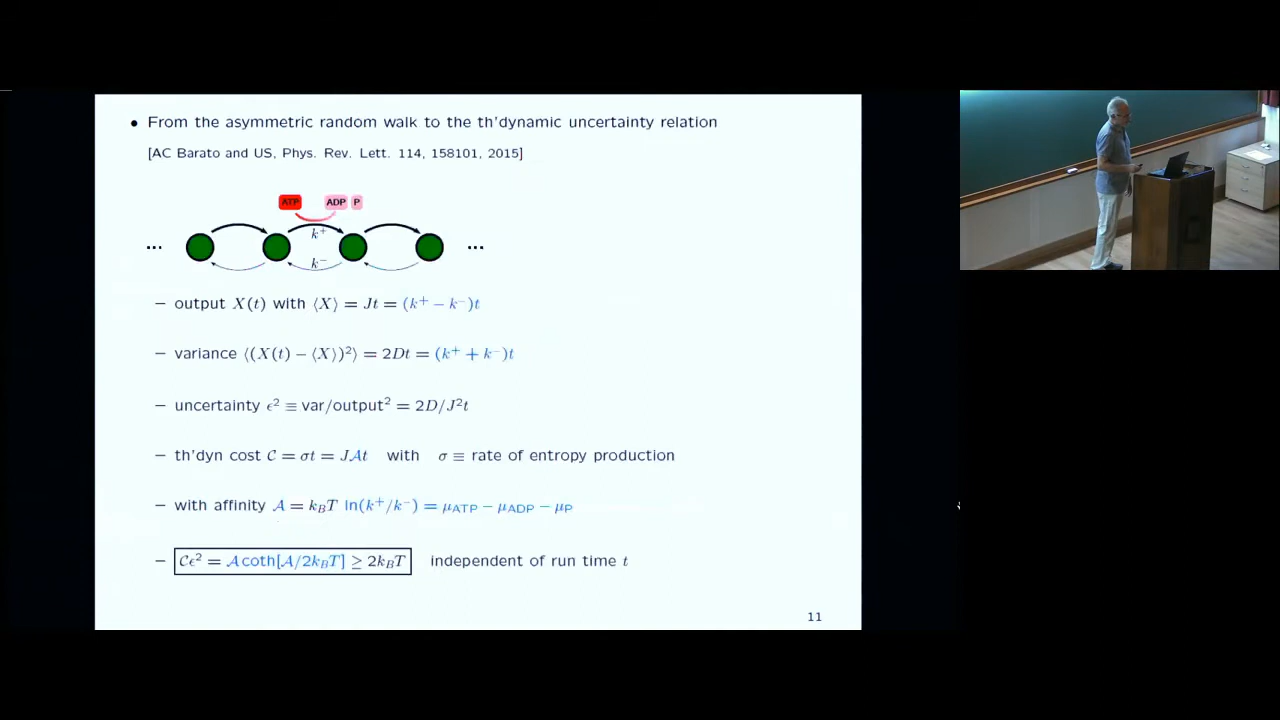 • From the asymmetric random walk to the th'dynamic uncertainty relation
[AC Barato and US, Phys. Rev. Lett. 114, 158101, 2015]
ATP ADP P
k⁺
··· ···
k⁻
– output X(t) with ⟨X⟩ = Jt = (k⁺ − k⁻)t
– variance ⟨(X(t) − ⟨X⟩)²⟩ = 2Dt = (k⁺ + k⁻)t
– uncertainty ϵ² ≡ var/output² = 2D/J²t
– th'dyn cost 𝒞 = σt = J𝒜t with σ ≡ rate of entropy production
– with affinity 𝒜 = k_BT ln(k⁺/k⁻) = μ_ATP − μ_ADP − μ_P
– 𝒞ϵ² = 𝒜 coth[𝒜/2k_BT] ≥ 2k_BT independent of run time t
11